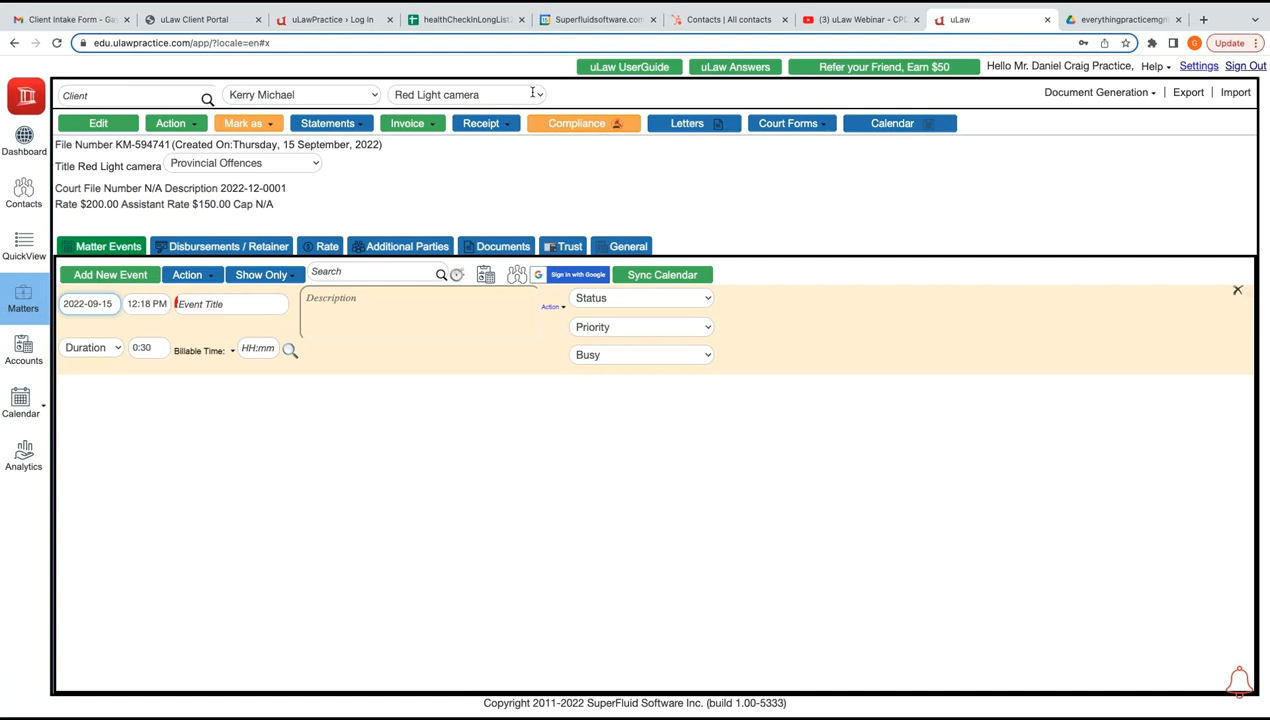 Client Intake Form - Ga
uLaw Client Portal
uLawPractice › Log In
healthCheckInLongList
Superfluidsoftware.com
Contacts | All contacts
(3) uLaw Webinar - CP
uLaw
everythingpracticemgm
edu.ulawpractice.com/app/?locale=en#x
G
Update
uLaw UserGuide
uLaw Answers
Refer your Friend, Earn $50
Hello Mr. Daniel Craig Practice,
Help
Settings
Sign Out
Client
Kerry Michael
Red Light camera
Document Generation
Export
Import
Edit
Action
Mark as
Statements
Invoice
Receipt
Compliance
Letters
Court Forms
Calendar
File Number KM-594741 (Created On:Thursday, 15 September, 2022)
Title Red Light camera
Provincial Offences
Court File Number N/A Description 2022-12-0001
Rate $200.00 Assistant Rate $150.00 Cap N/A
Matter Events
Disbursements / Retainer
Rate
Additional Parties
Documents
Trust
General
Add New Event
Action
Show Only
Search
G Sign in with Google
Sync Calendar
2022-09-15
12:18 PM
Event Title
Description
Action
Status
Priority
Busy
Duration
0:30
Billable Time:
HH:mm
Dashboard
Contacts
QuickView
Matters
Accounts
Calendar
Analytics
Copyright 2011-2022 SuperFluid Software Inc. (build 1.00-5333)